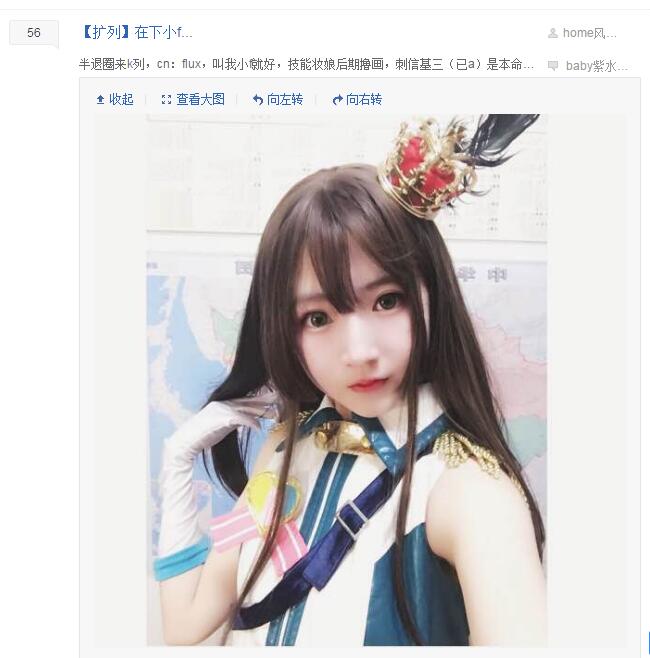 56
【扩列】在下小f...
home风...
半退圈来k列，cn：flux，叫我小f就好，技能妆娘后期撸画，刺信基三（已a）是本命...
baby紫水...
收起
查看大图
向左转
向右转